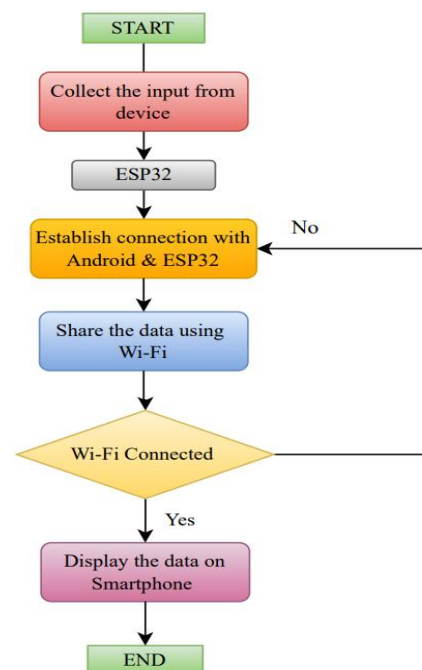 START
Collect the input from
device
ESP32
Establish connection with
Android & ESP32
No
Share the data using
Wi-Fi
Wi-Fi Connected
Yes
Display the data on
Smartphone
END